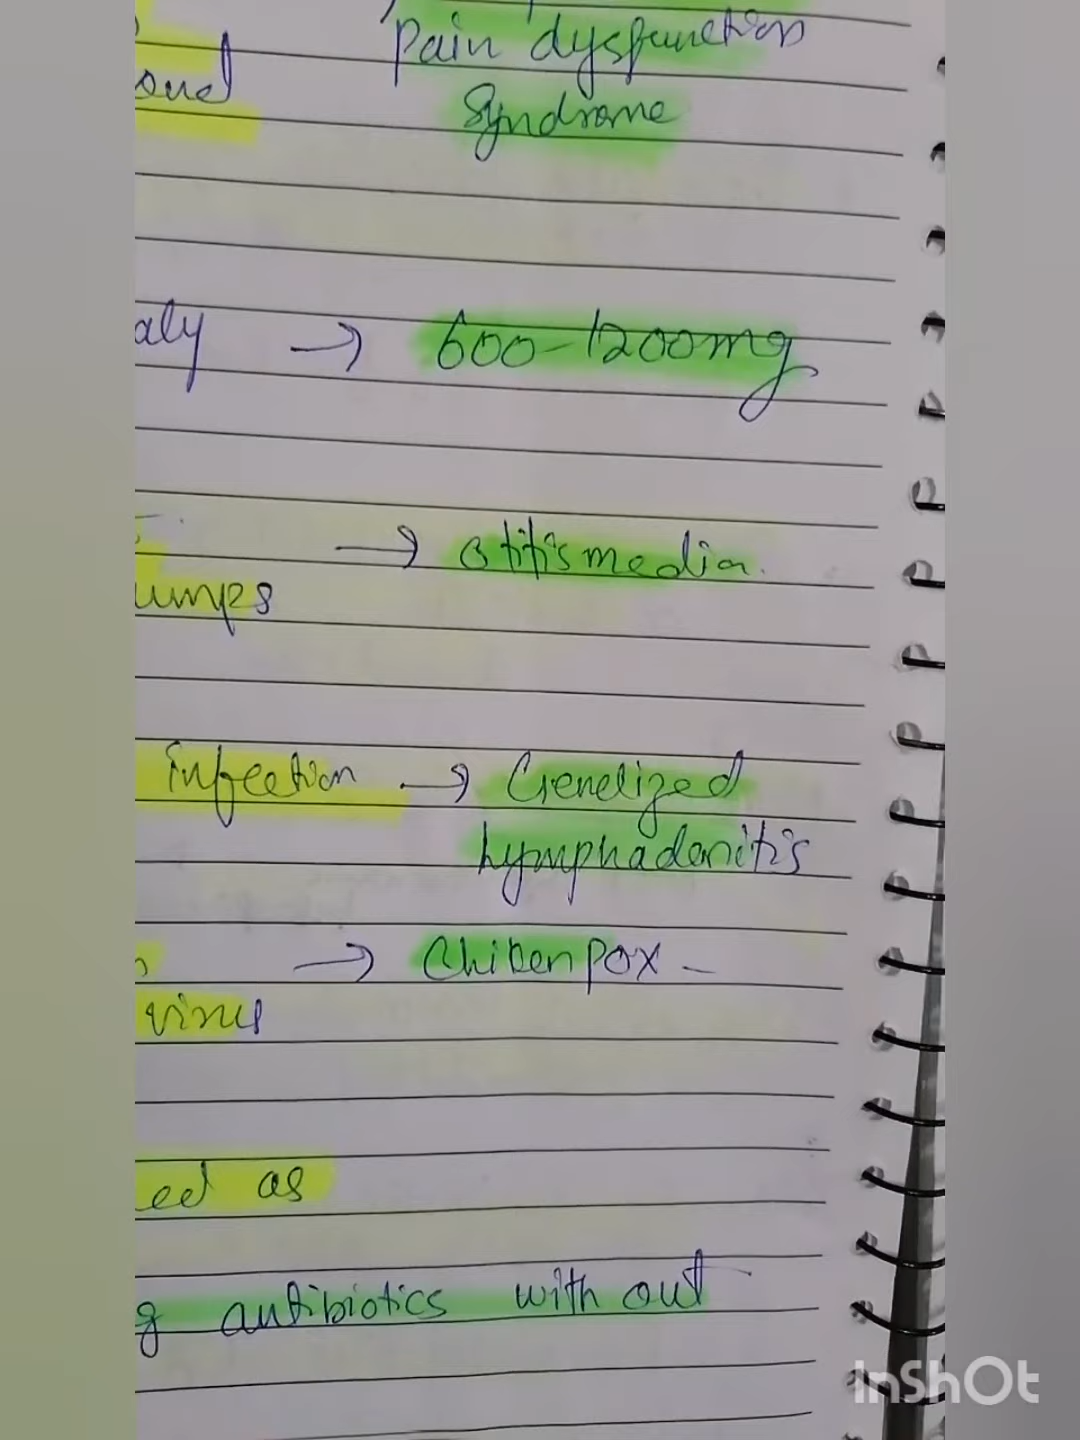 pain dysfunction
Syndrome
aly → 600-1200mg
→ otitis media.
umps
infection → Genelized
lymphadenitis
→ Chikenpox -
virus
ed as
g antibiotics with out
InShOt